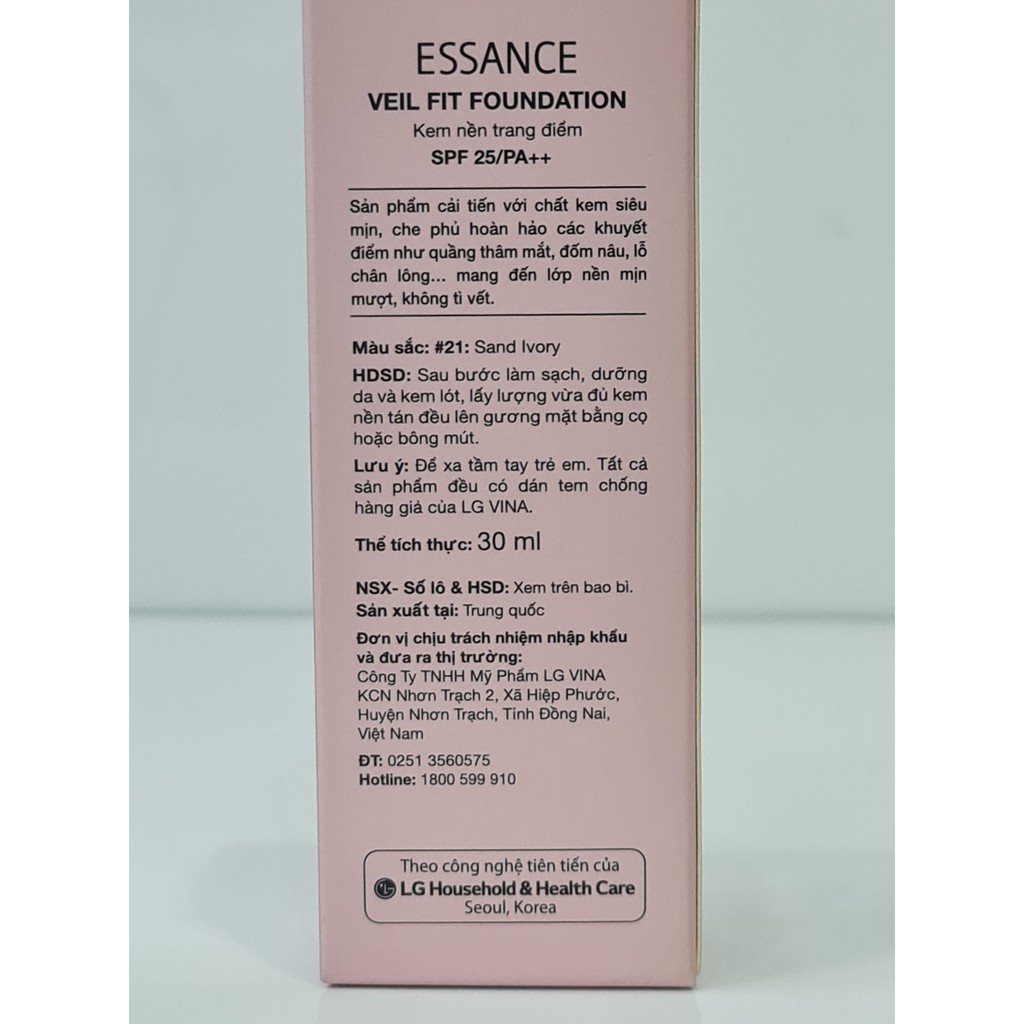 ESSANCE
VEIL FIT FOUNDATION
Kem nền trang điểm
SPF 25/PA++
Sản phẩm cải tiến với chất kem siêu
mịn, che phủ hoàn hảo các khuyết
điểm như quầng thâm mắt, đốm nâu, lỗ
chân lông... mang đến lớp nền mịn
mượt, không tì vết.
Màu sắc: #21: Sand Ivory
HDSD: Sau bước làm sạch, dưỡng
da và kem lót, lấy lượng vừa đủ kem
nền tán đều lên gương mặt bằng cọ
hoặc bông mút.
Lưu ý: Để xa tầm tay trẻ em. Tất cả
sản phẩm đều có dán tem chống
hàng giả của LG VINA.
Thể tích thực: 30 ml
NSX- Số lô & HSD: Xem trên bao bì.
Sản xuất tại: Trung quốc
Đơn vị chịu trách nhiệm nhập khẩu
và đưa ra thị trường:
Công Ty TNHH Mỹ Phẩm LG VINA
KCN Nhơn Trạch 2, Xã Hiệp Phước,
Huyện Nhơn Trạch, Tỉnh Đồng Nai,
Việt Nam
ĐT: 0251 3560575
Hotline: 1800 599 910
Theo công nghệ tiên tiến của
LG Household & Health Care
Seoul, Korea